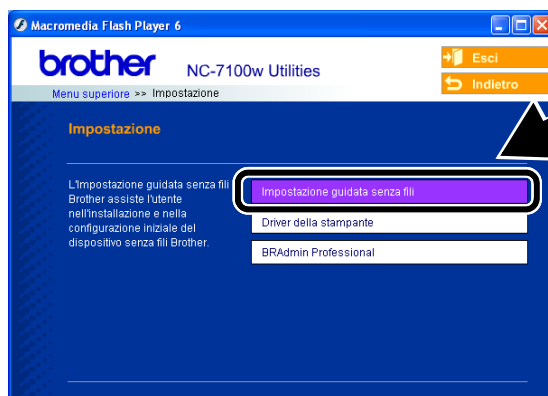 Macromedia Flash Player 6
brother
NC-7100w Utilities
Esci
Indietro
Menu superiore >> Impostazione
Impostazione
L'Impostazione guidata senza fili
Brother assiste l'utente
nell'installazione e nella
configurazione iniziale del
dispositivo senza fili Brother.
Impostazione guidata senza fili
Driver della stampante
BRAdmin Professional